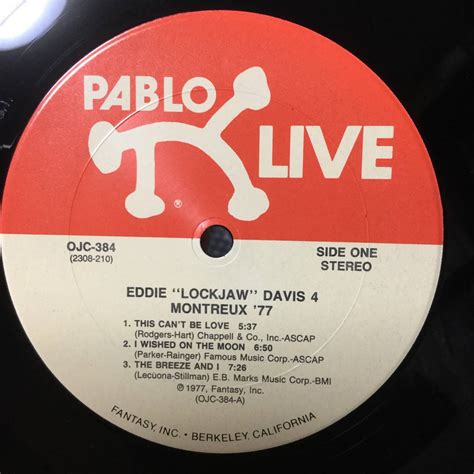 PABLO
LIVE
OJC-384
(2308-210)
SIDE ONE
STEREO
EDDIE "LOCKJAW" DAVIS 4
MONTREUX '77
1. THIS CAN'T BE LOVE 5:37
(Rodgers-Hart) Chappell & Co., Inc.-ASCAP
2. I WISHED ON THE MOON 6:50
(Parker-Rainger) Famous Music Corp.-ASCAP
3. THE BREEZE AND I 7:26
(Lecuona-Stillman) E.B. Marks Music Corp.-BMI
℗ 1977, Fantasy, Inc.
(OJC-384-A)
FANTASY, INC. • BERKELEY, CALIFORNIA